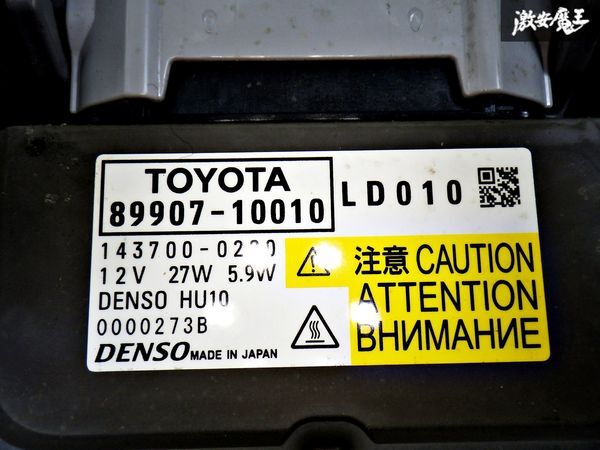 激安魔王
TOYOTA
89907-10010
LD010
12V 27W 5.9W
DENSO HU10
0000273B
DENSO MADE IN JAPAN
注意 CAUTION
ATTENTION
ВНИМАНИЕ